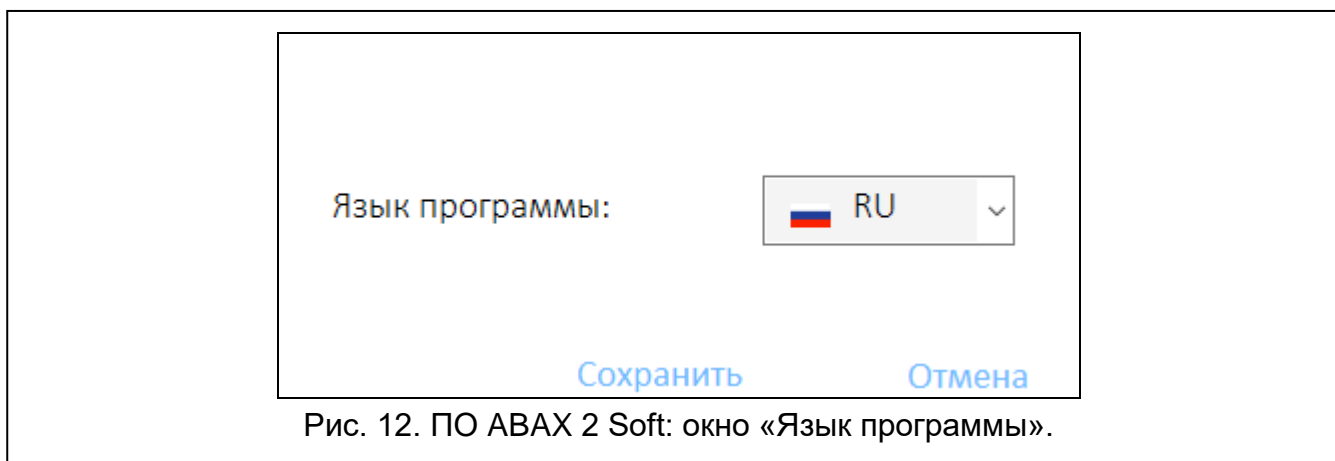 Язык программы:
RU
Сохранить Отмена
Рис. 12. ПО ABAX 2 Soft: окно «Язык программы».